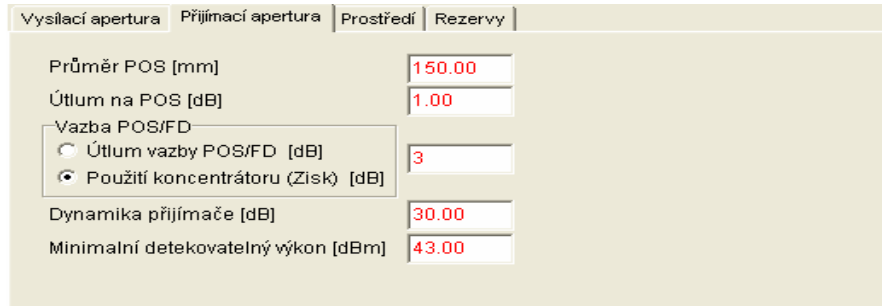 Vysílací apertura Přijímací apertura Prostředí Rezervy
Průměr POS [mm] 150.00
Útlum na POS [dB] 1.00
Vazba POS/FD
Útlum vazby POS/FD [dB]
3
Použití koncentrátoru (Zisk) [dB]
Dynamika přijímače [dB] 30.00
Minimalní detekovatelný výkon [dBm] 43.00